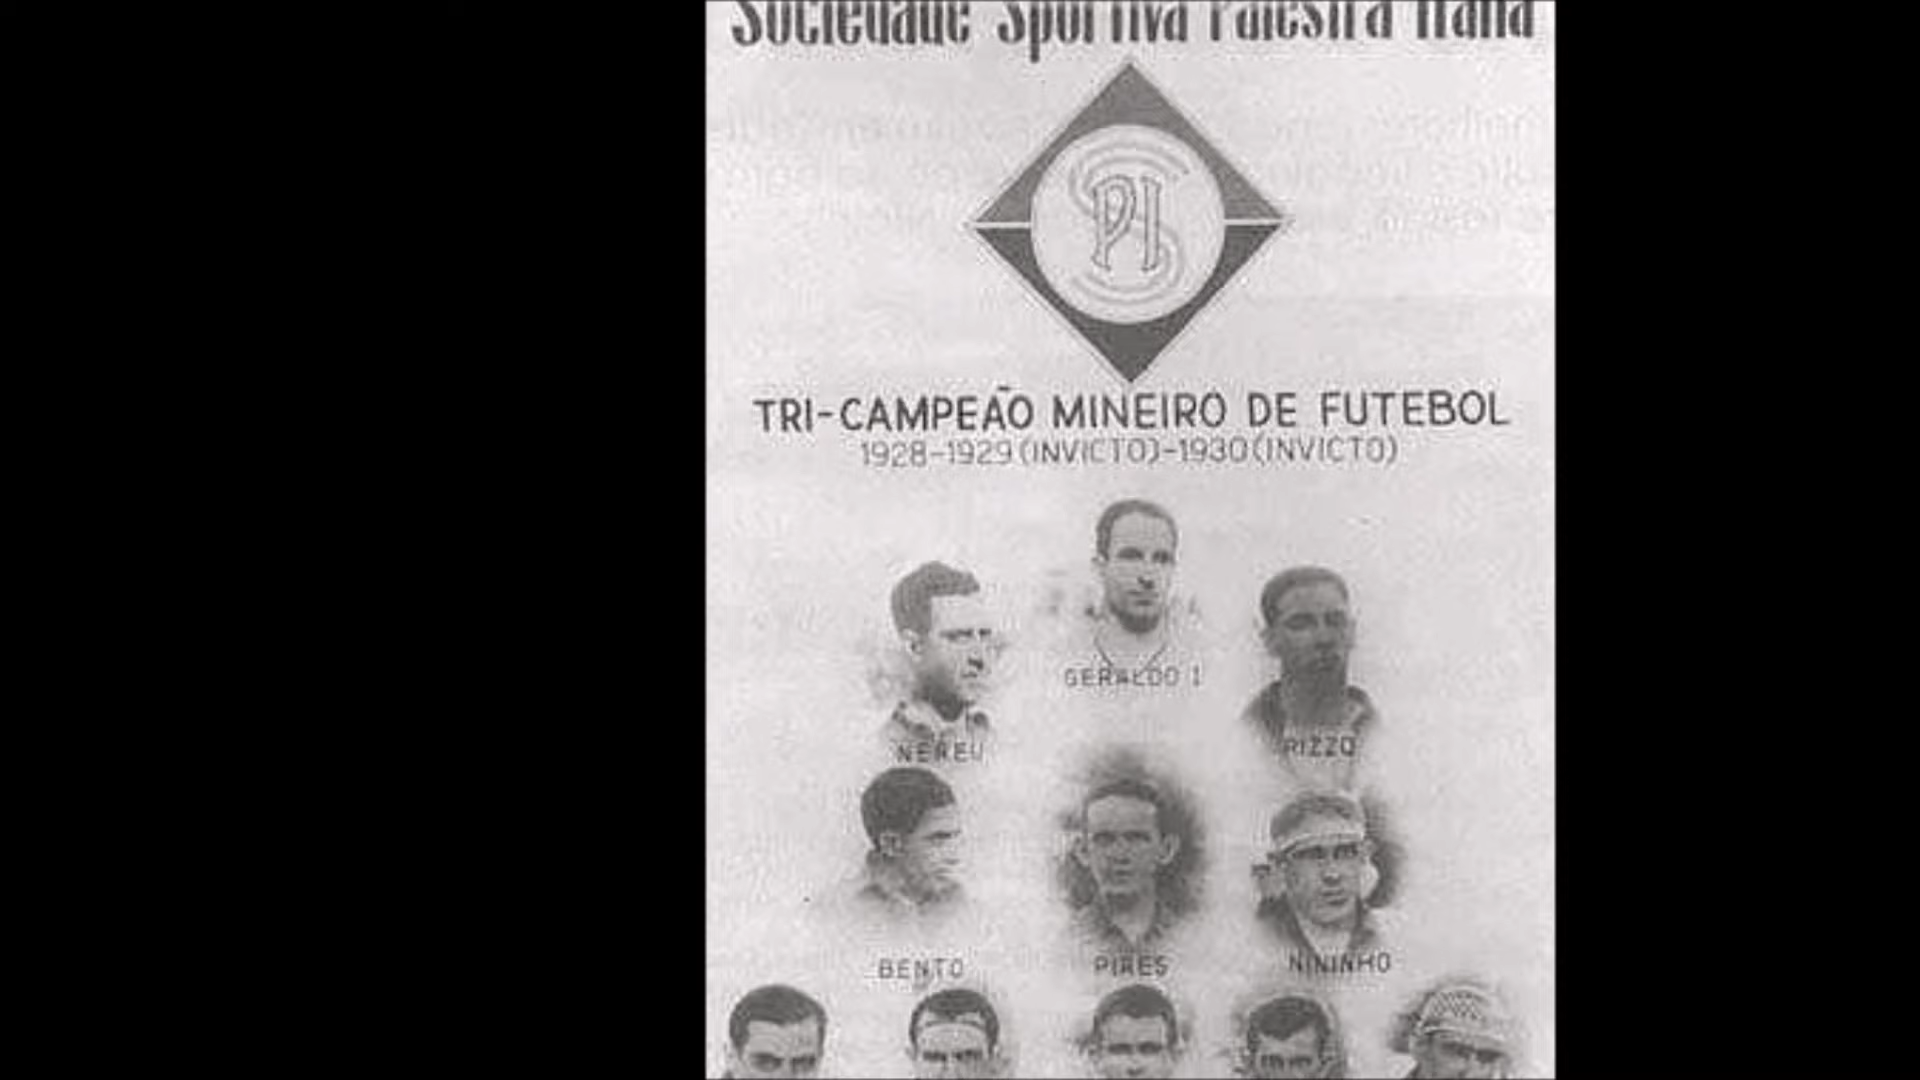 Sociedade Sportiva Palestra Italia
PI
TRI-CAMPEÃO MINEIRO DE FUTEBOL
1928-1929(INVICTO)-1930(INVICTO)
GERALDO I
NEREU
RIZZO
BENTO
PIRES
NININHO